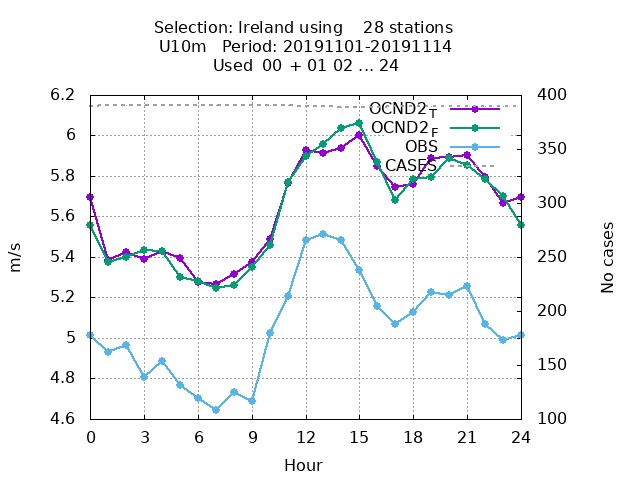 Selection: Ireland using    28 stations
U10m   Period: 20191101-20191114
Used  00  + 01 02 ... 24
6.2
6
5.8
5.6
5.4
5.2
5
4.8
4.6
m/s
400
350
300
250
200
150
100
No cases
OCND2T
OCND2F
OBS
CASES
0 3 6 9 12 15 18 21 24
Hour